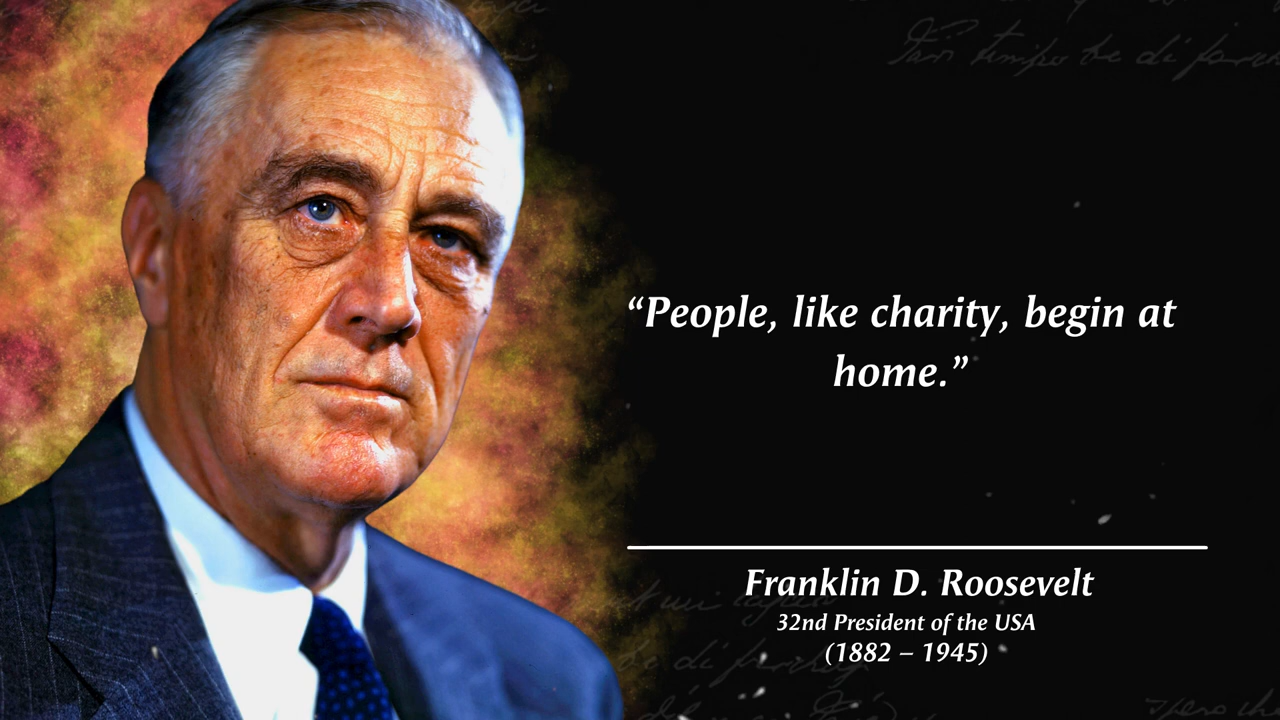 “People, like charity, begin at
home.”
Franklin D. Roosevelt
32nd President of the USA
(1882 – 1945)